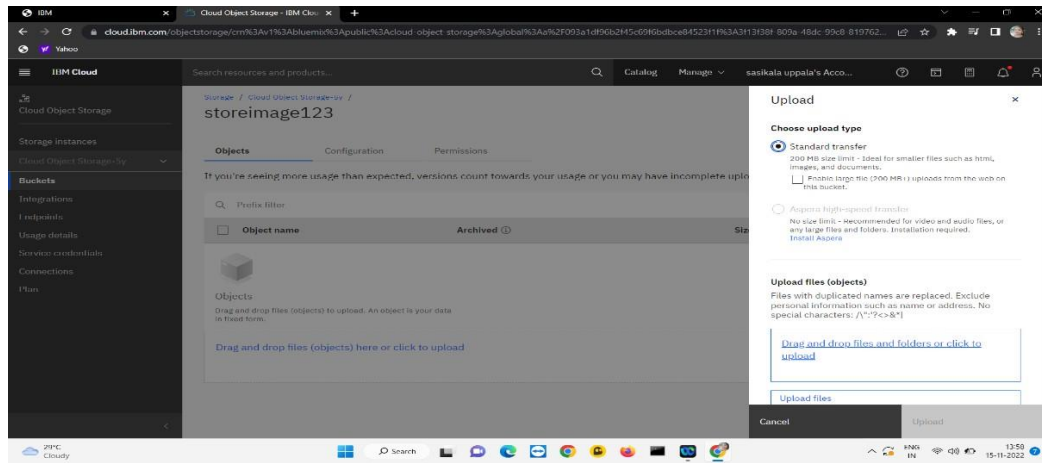 IBM
Cloud Object Storage - IBM Clou
cloud.ibm.com/objectstorage/crn%3Av1%3Abluemix%3Apublic%3Acloud-object-storage%3Aglobal%3Aa%2F
Yahoo
IBM Cloud
Search resources and products...
Catalog
Manage
sasikala uppala's Acco...
Cloud Object Storage
Storage instances
Cloud Object Storage-5y
Buckets
Integrations
Endpoints
Usage details
Service credentials
Connections
Plan
Storage / Cloud Object Storage-5y /
storeimage123
Objects
Configuration
Permissions
If you're seeing more usage than expected, versions count towards your usage or you may have incomplete uplo
Prefix filter
Object name
Archived
Siz
Objects
Drag and drop files (objects) to upload. An object is your data
in fixed form.
Drag and drop files (objects) here or click to upload
Upload
Choose upload type
Standard transfer
200 MB size limit - Ideal for smaller files such as html,
images, and documents.
Enable large file (200 MB+) uploads from the web on
this bucket.
Aspera high-speed transfer
No size limit - Recommended for video and audio files, or
any large files and folders. Installation required.
Install Aspera
Upload files (objects)
Files with duplicated names are replaced. Exclude
personal information such as name or address. No
special characters: /\":'?<>&*|
Drag and drop files and folders or click to
upload
Upload files
Cancel
Upload
29°C
Cloudy
Search
ENG
IN
13:58
15-11-2022